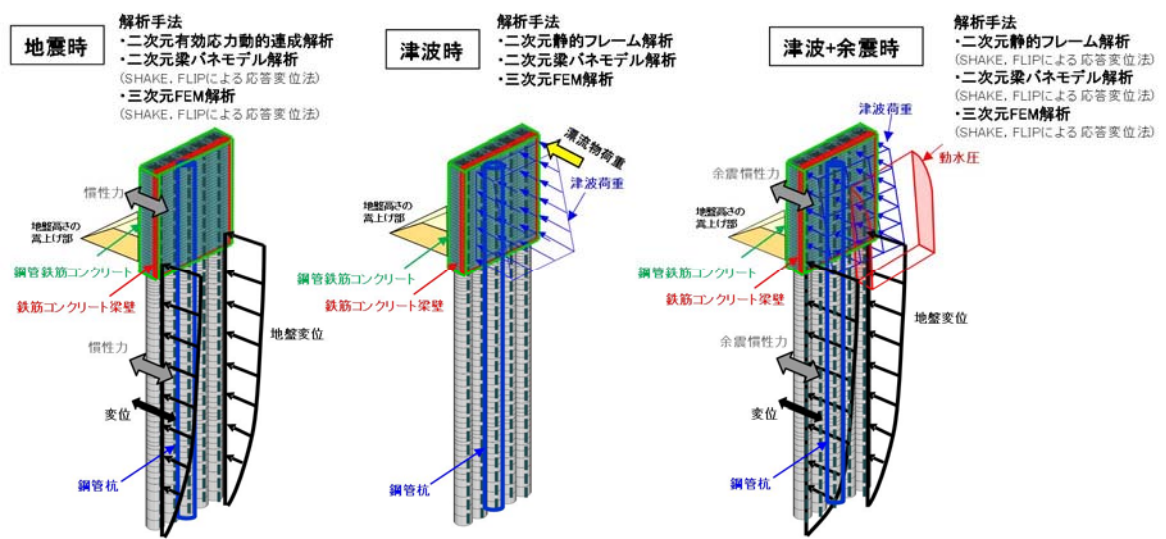 地震時
解析手法
・二次元有効応力動的連成解析
・二次元梁バネモデル解析
(SHAKE，FLIPによる応答変位法)
・三次元FEM解析
(SHAKE，FLIPによる応答変位法)
慣性力
地盤高さの
嵩上げ部
鋼管鉄筋コンクリート
鉄筋コンクリート梁壁
地盤変位
慣性力
変位
鋼管杭
津波時
解析手法
・二次元静的フレーム解析
・二次元梁バネモデル解析
・三次元FEM解析
漂流物荷重
津波荷重
地盤高さの
嵩上げ部
鋼管鉄筋コンクリート
鉄筋コンクリート梁壁
鋼管杭
津波+余震時
解析手法
・二次元静的フレーム解析
(SHAKE，FLIPによる応答変位法)
・二次元梁バネモデル解析
(SHAKE，FLIPによる応答変位法)
・三次元FEM解析
(SHAKE，FLIPによる応答変位法)
津波荷重
動水圧
余震慣性力
地盤高さの
嵩上げ部
鋼管鉄筋コンクリート
鉄筋コンクリート梁壁
地盤変位
余震慣性力
変位
鋼管杭